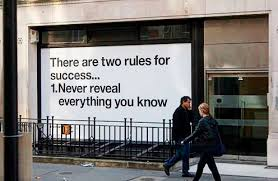 There are two rules for
success...
1.Never reveal
everything you know